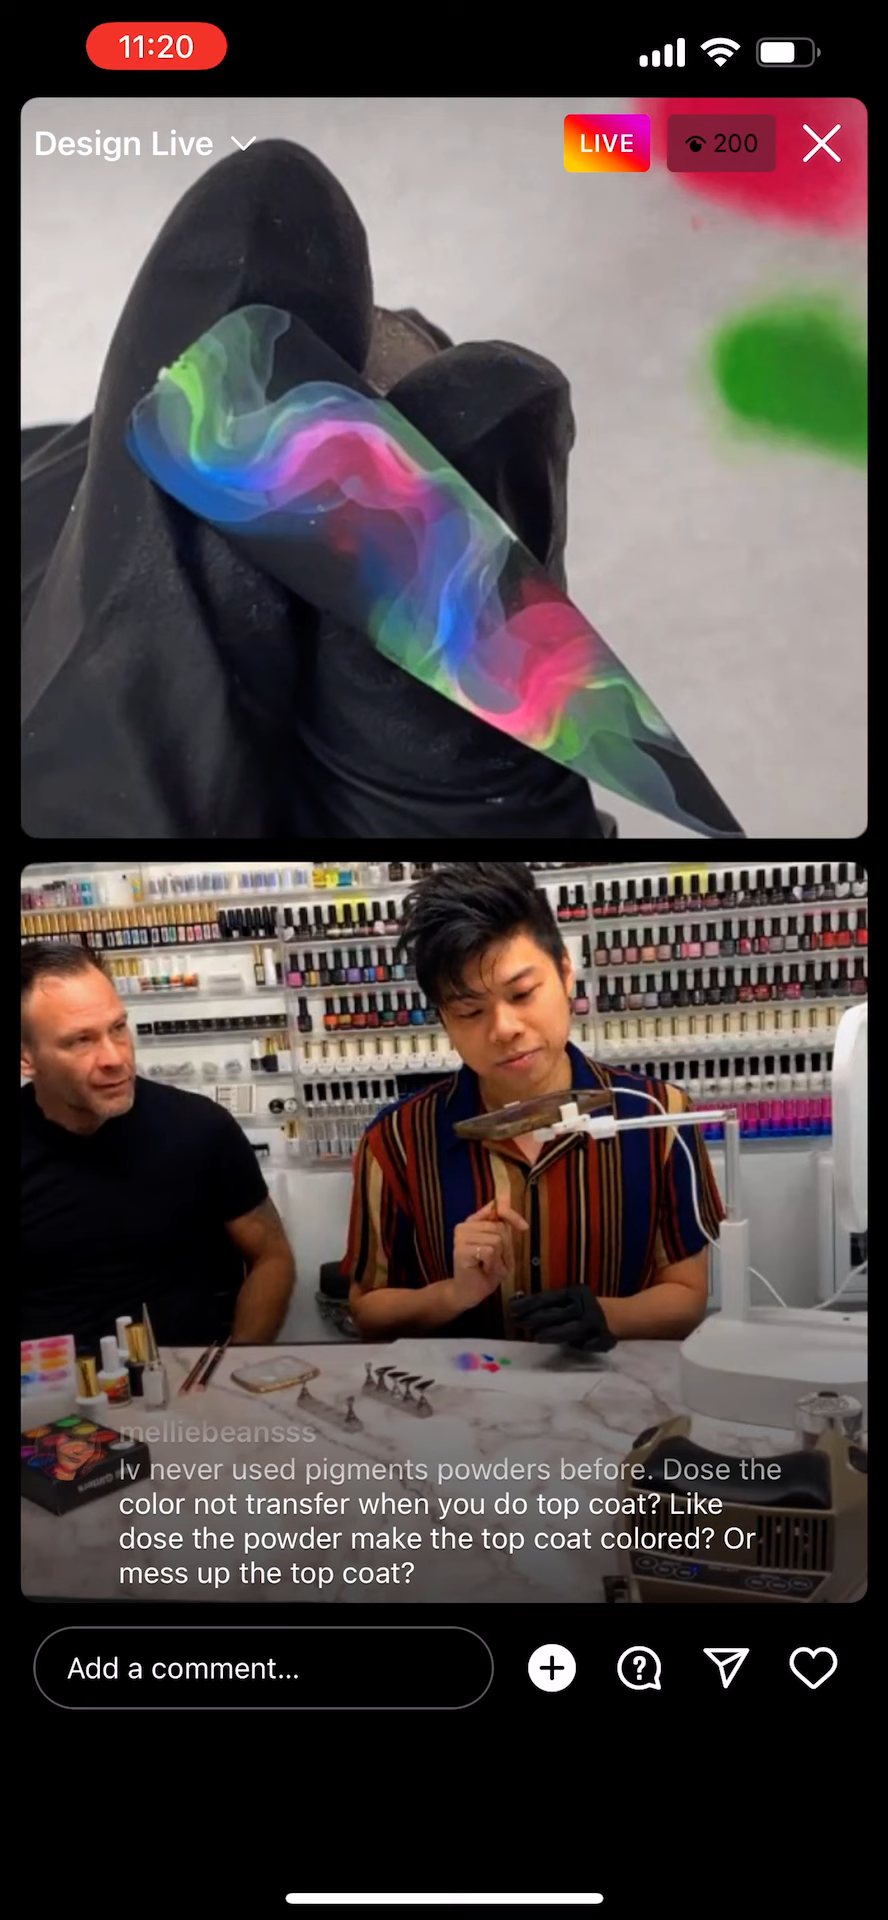 11:20
Design Live
LIVE
200
melliebeansss
Iv never used pigments powders before. Dose the
color not transfer when you do top coat? Like
dose the powder make the top coat colored? Or
mess up the top coat?
Add a comment...